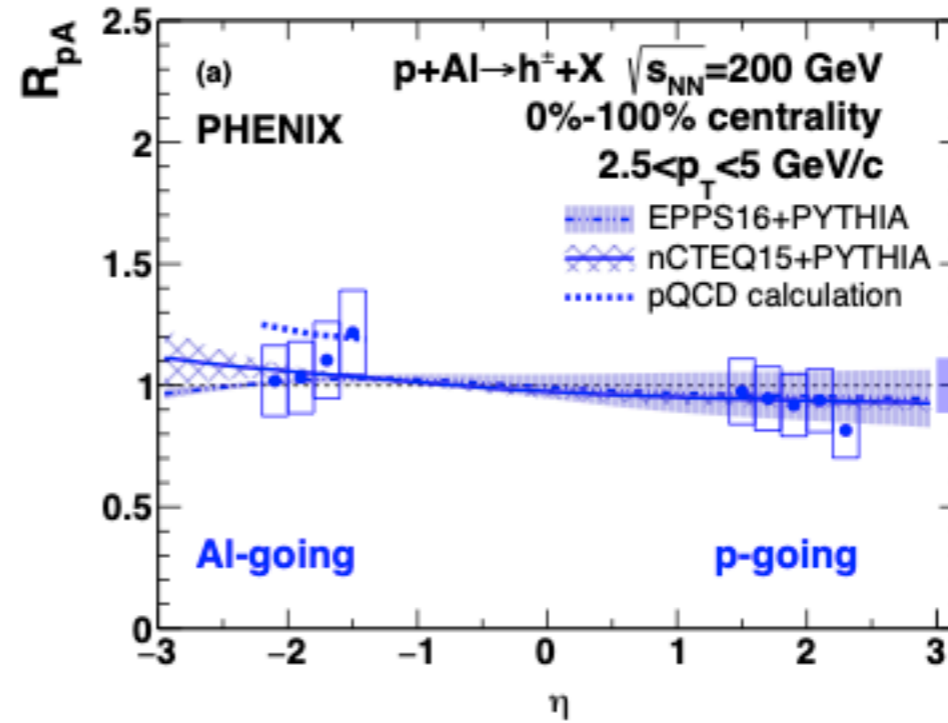 R_pA
2.5
2
1.5
1
0.5
0
(a)
PHENIX
p+Al→h±+X √s_NN=200 GeV
0%-100% centrality
2.5<p_T<5 GeV/c
EPPS16+PYTHIA
nCTEQ15+PYTHIA
pQCD calculation
Al-going
p-going
−3 −2 −1 0 1 2 3
η